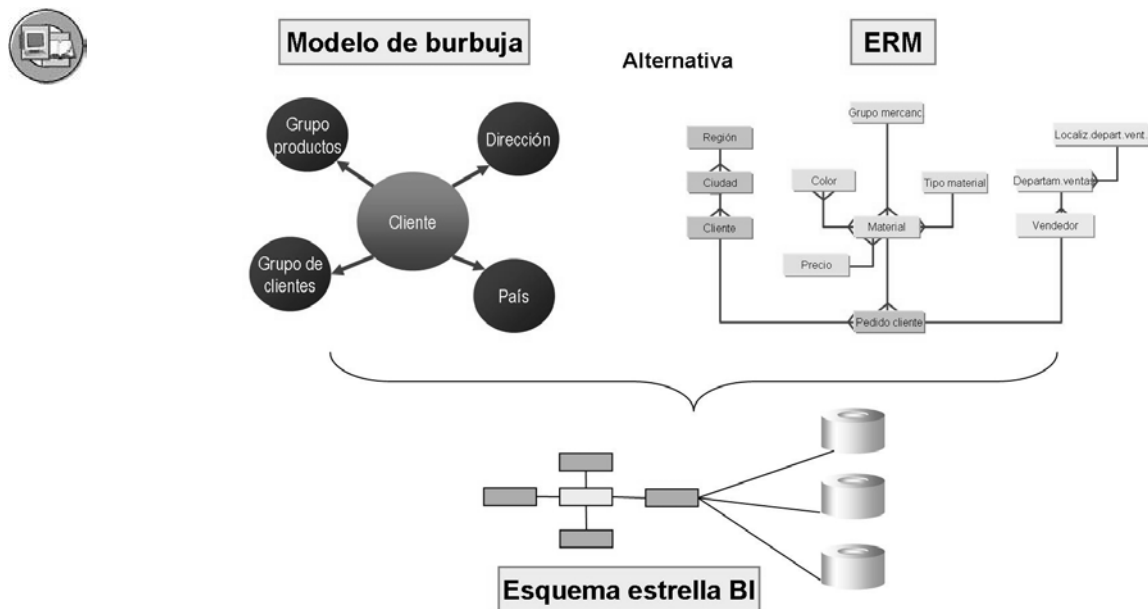 Modelo de burbuja
Alternativa
ERM
Grupo
productos
Dirección
Cliente
Grupo de
clientes
País
Grupo mercanc.
Región
Localiz.depart.vent.
Ciudad
Color
Tipo material
Departam.ventas
Cliente
Material
Vendedor
Precio
Pedido cliente
Esquema estrella BI